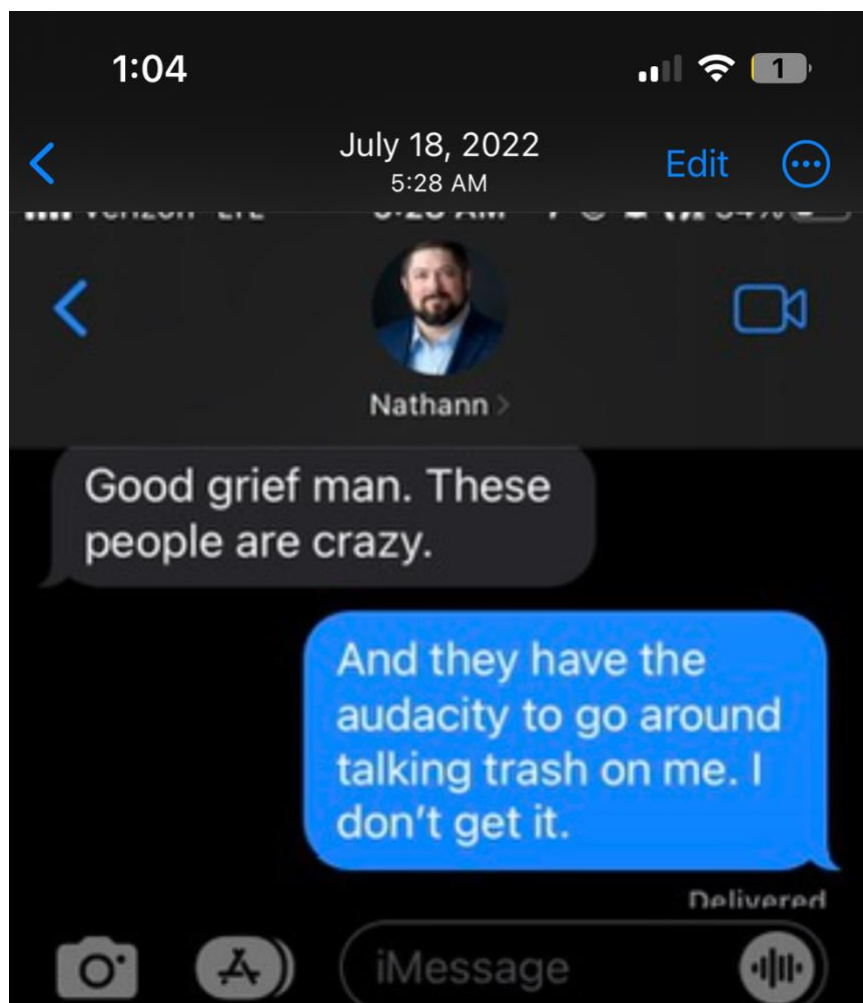 1:04
1
July 18, 2022
Edit
5:28 AM
Nathann
Good grief man. These
people are crazy.
And they have the
audacity to go around
talking trash on me. I
don't get it.
Delivered
iMessage